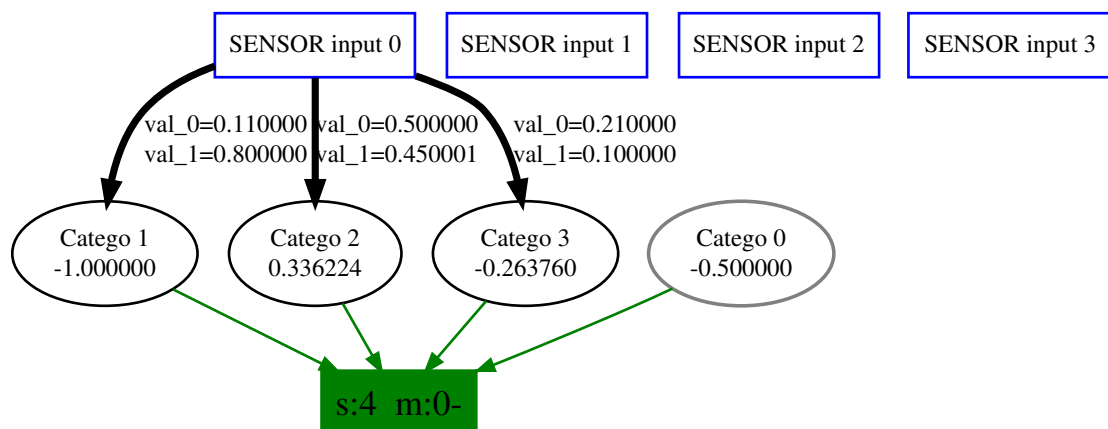 SENSOR input 0
SENSOR input 1
SENSOR input 2
SENSOR input 3
val_0=0.110000
val_1=0.800000
val_0=0.500000
val_1=0.450001
val_0=0.210000
val_1=0.100000
Catego 1
-1.000000
Catego 2
0.336224
Catego 3
-0.263760
Catego 0
-0.500000
s:4  m:0-